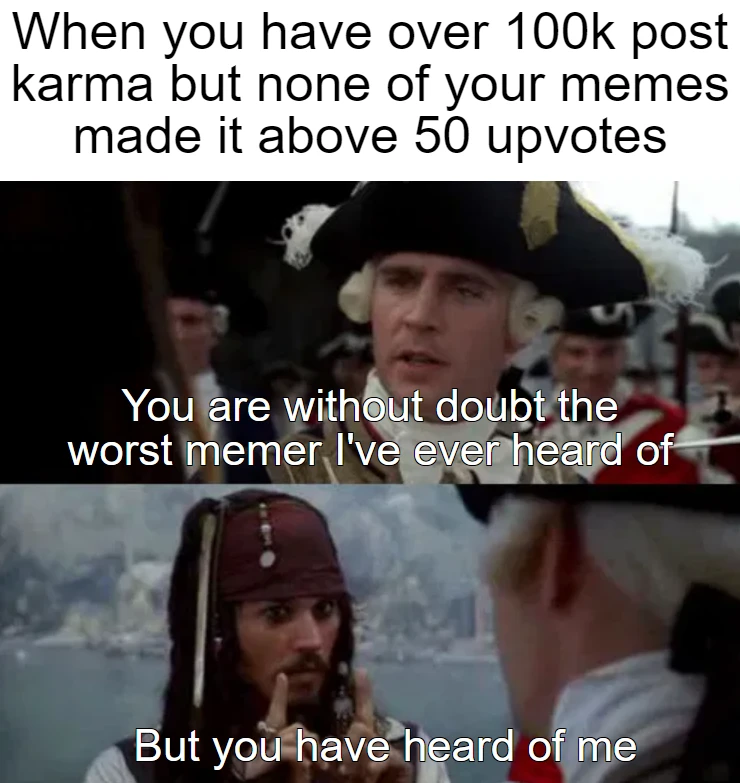 When you have over 100k post
karma but none of your memes
made it above 50 upvotes
You are without doubt the
worst memer I've ever heard of
But you have heard of me